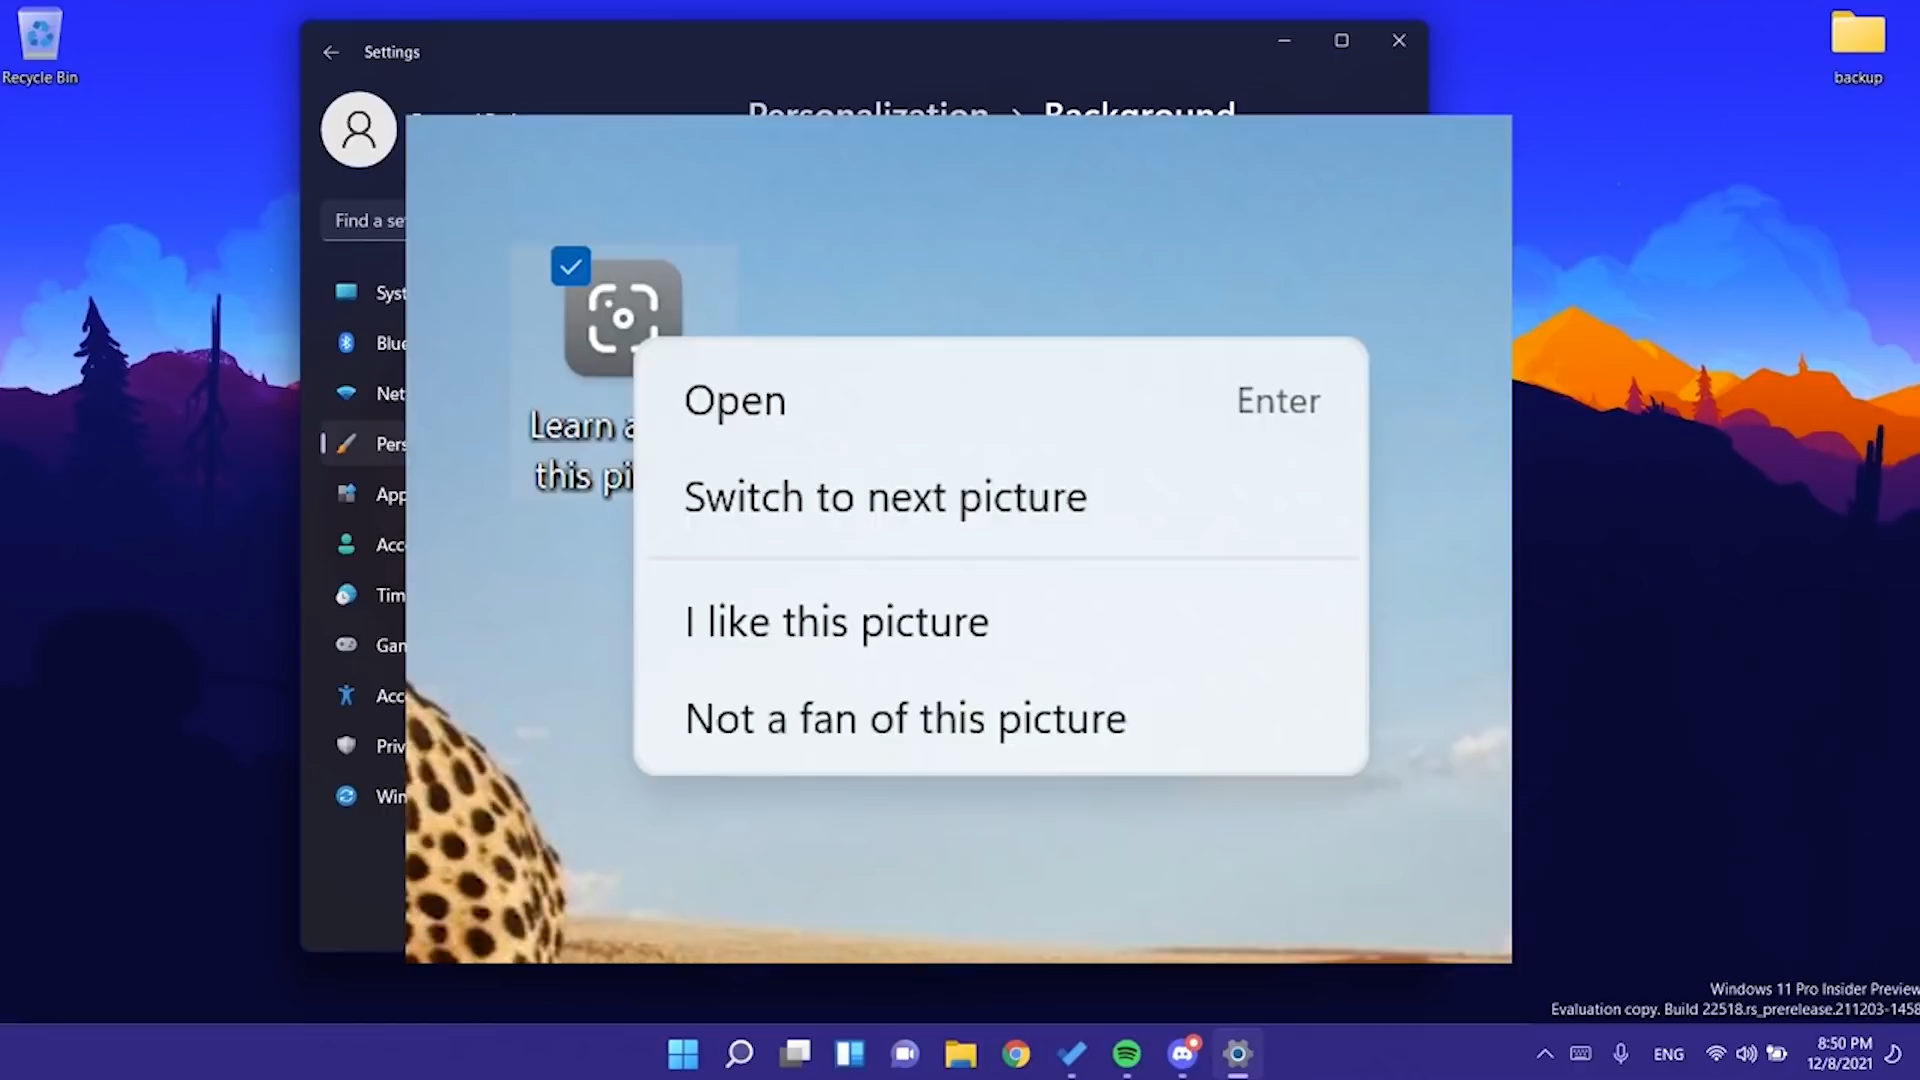 Recycle Bin
backup
Settings
Personalization > Background
Find a se
Syst
Blue
Net
Pers
App
Acc
Tim
Gan
Acc
Priv
Win
Learn a
this pi
Open Enter
Switch to next picture
I like this picture
Not a fan of this picture
Windows 11 Pro Insider Preview
Evaluation copy. Build 22518.rs_prerelease.211203-1458
ENG
8:50 PM
12/8/2021